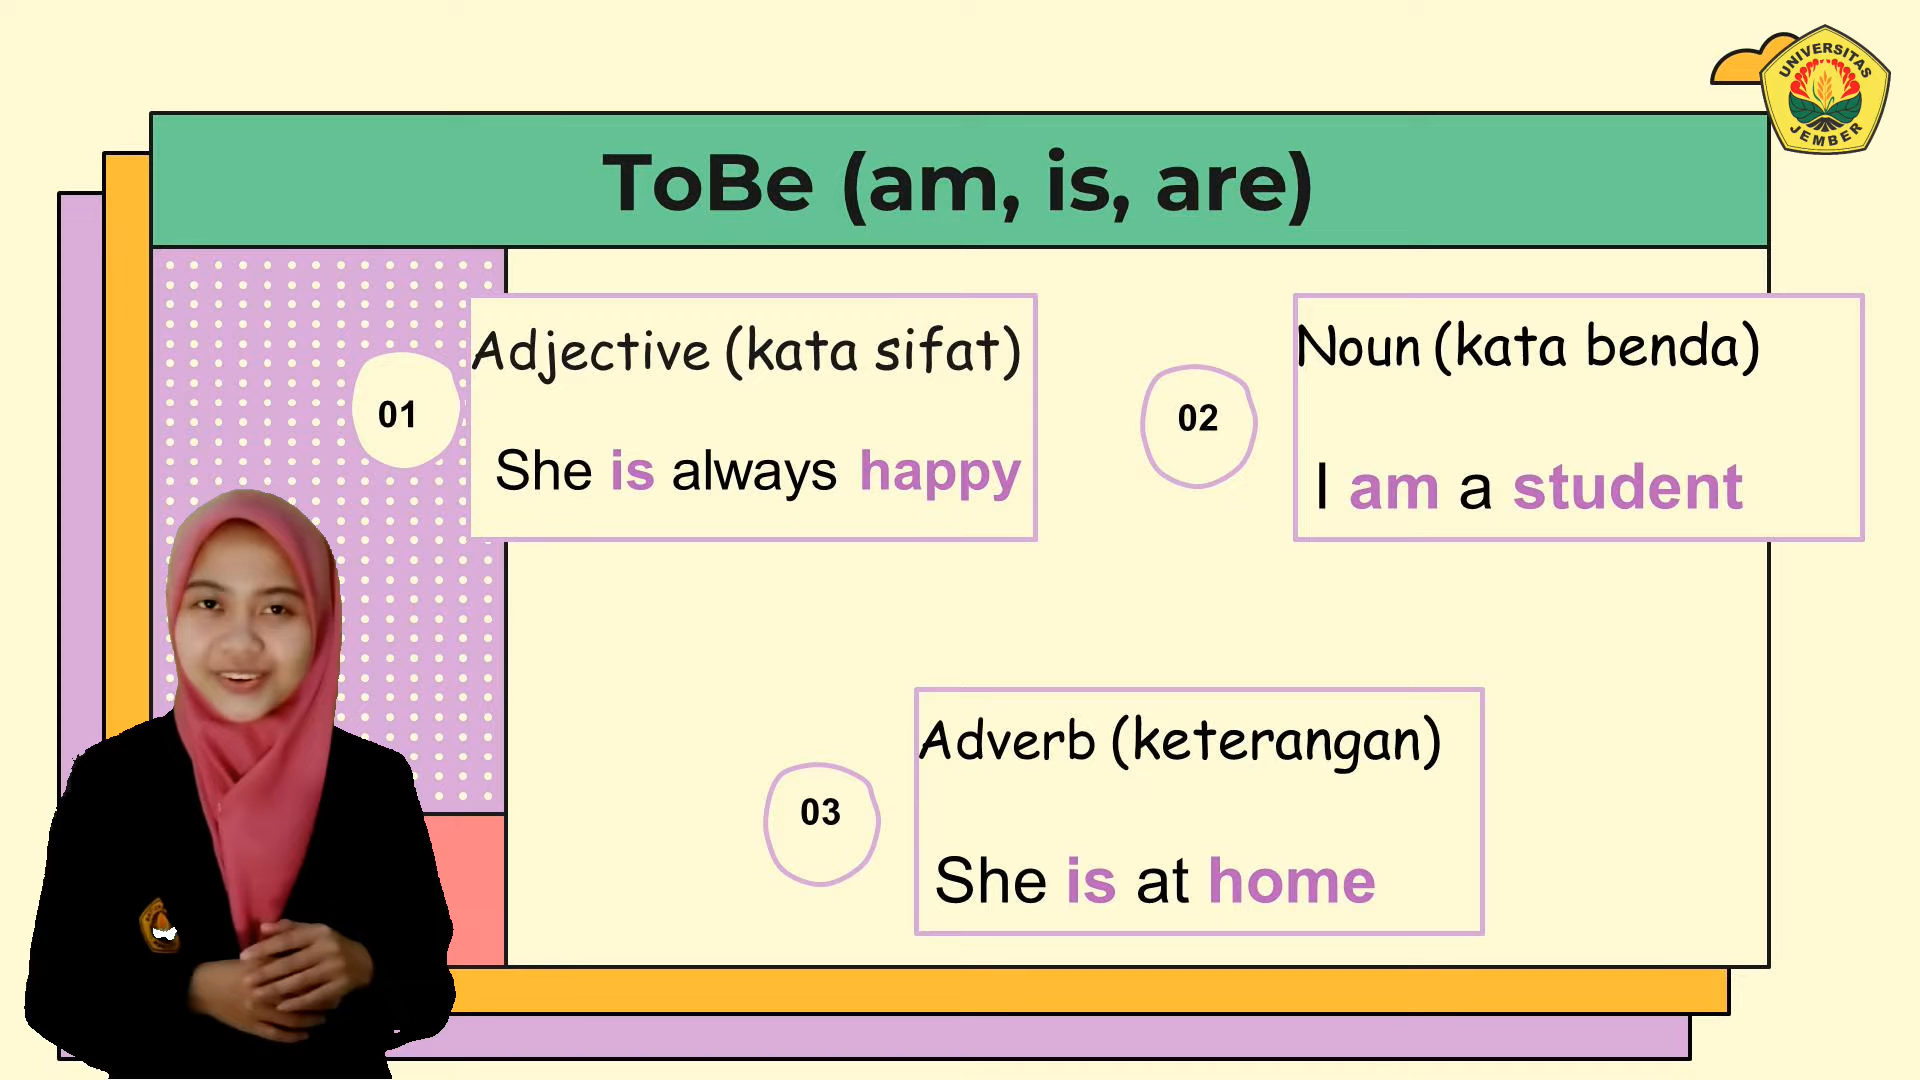 UNIVERSITAS
JEMBER
ToBe (am, is, are)
01
Adjective (kata sifat)
She is always happy
02
Noun (kata benda)
I am a student
03
Adverb (keterangan)
She is at home